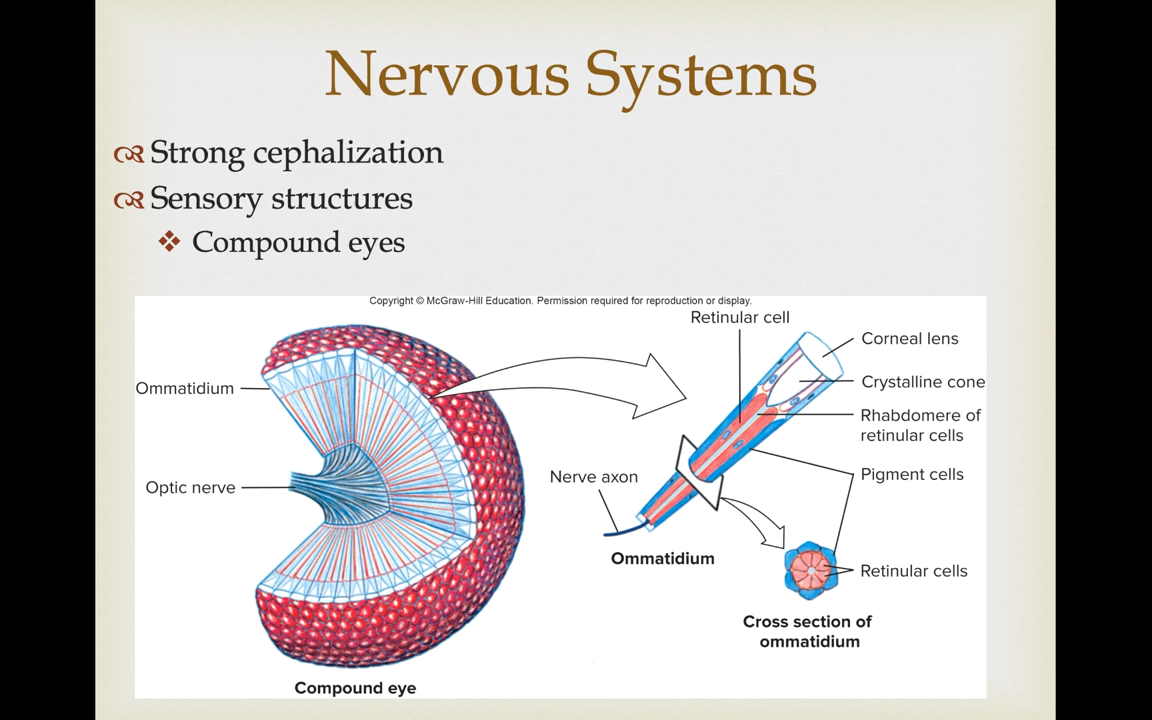 Nervous Systems
Strong cephalization
Sensory structures
Compound eyes
Copyright © McGraw-Hill Education. Permission required for reproduction or display.
Retinular cell
Corneal lens
Ommatidium
Crystalline cone
Rhabdomere of
retinular cells
Optic nerve
Nerve axon
Pigment cells
Ommatidium
Retinular cells
Cross section of
ommatidium
Compound eye